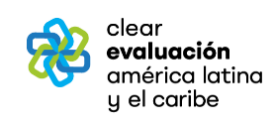 clear
evaluación
américa latina
y el caribe